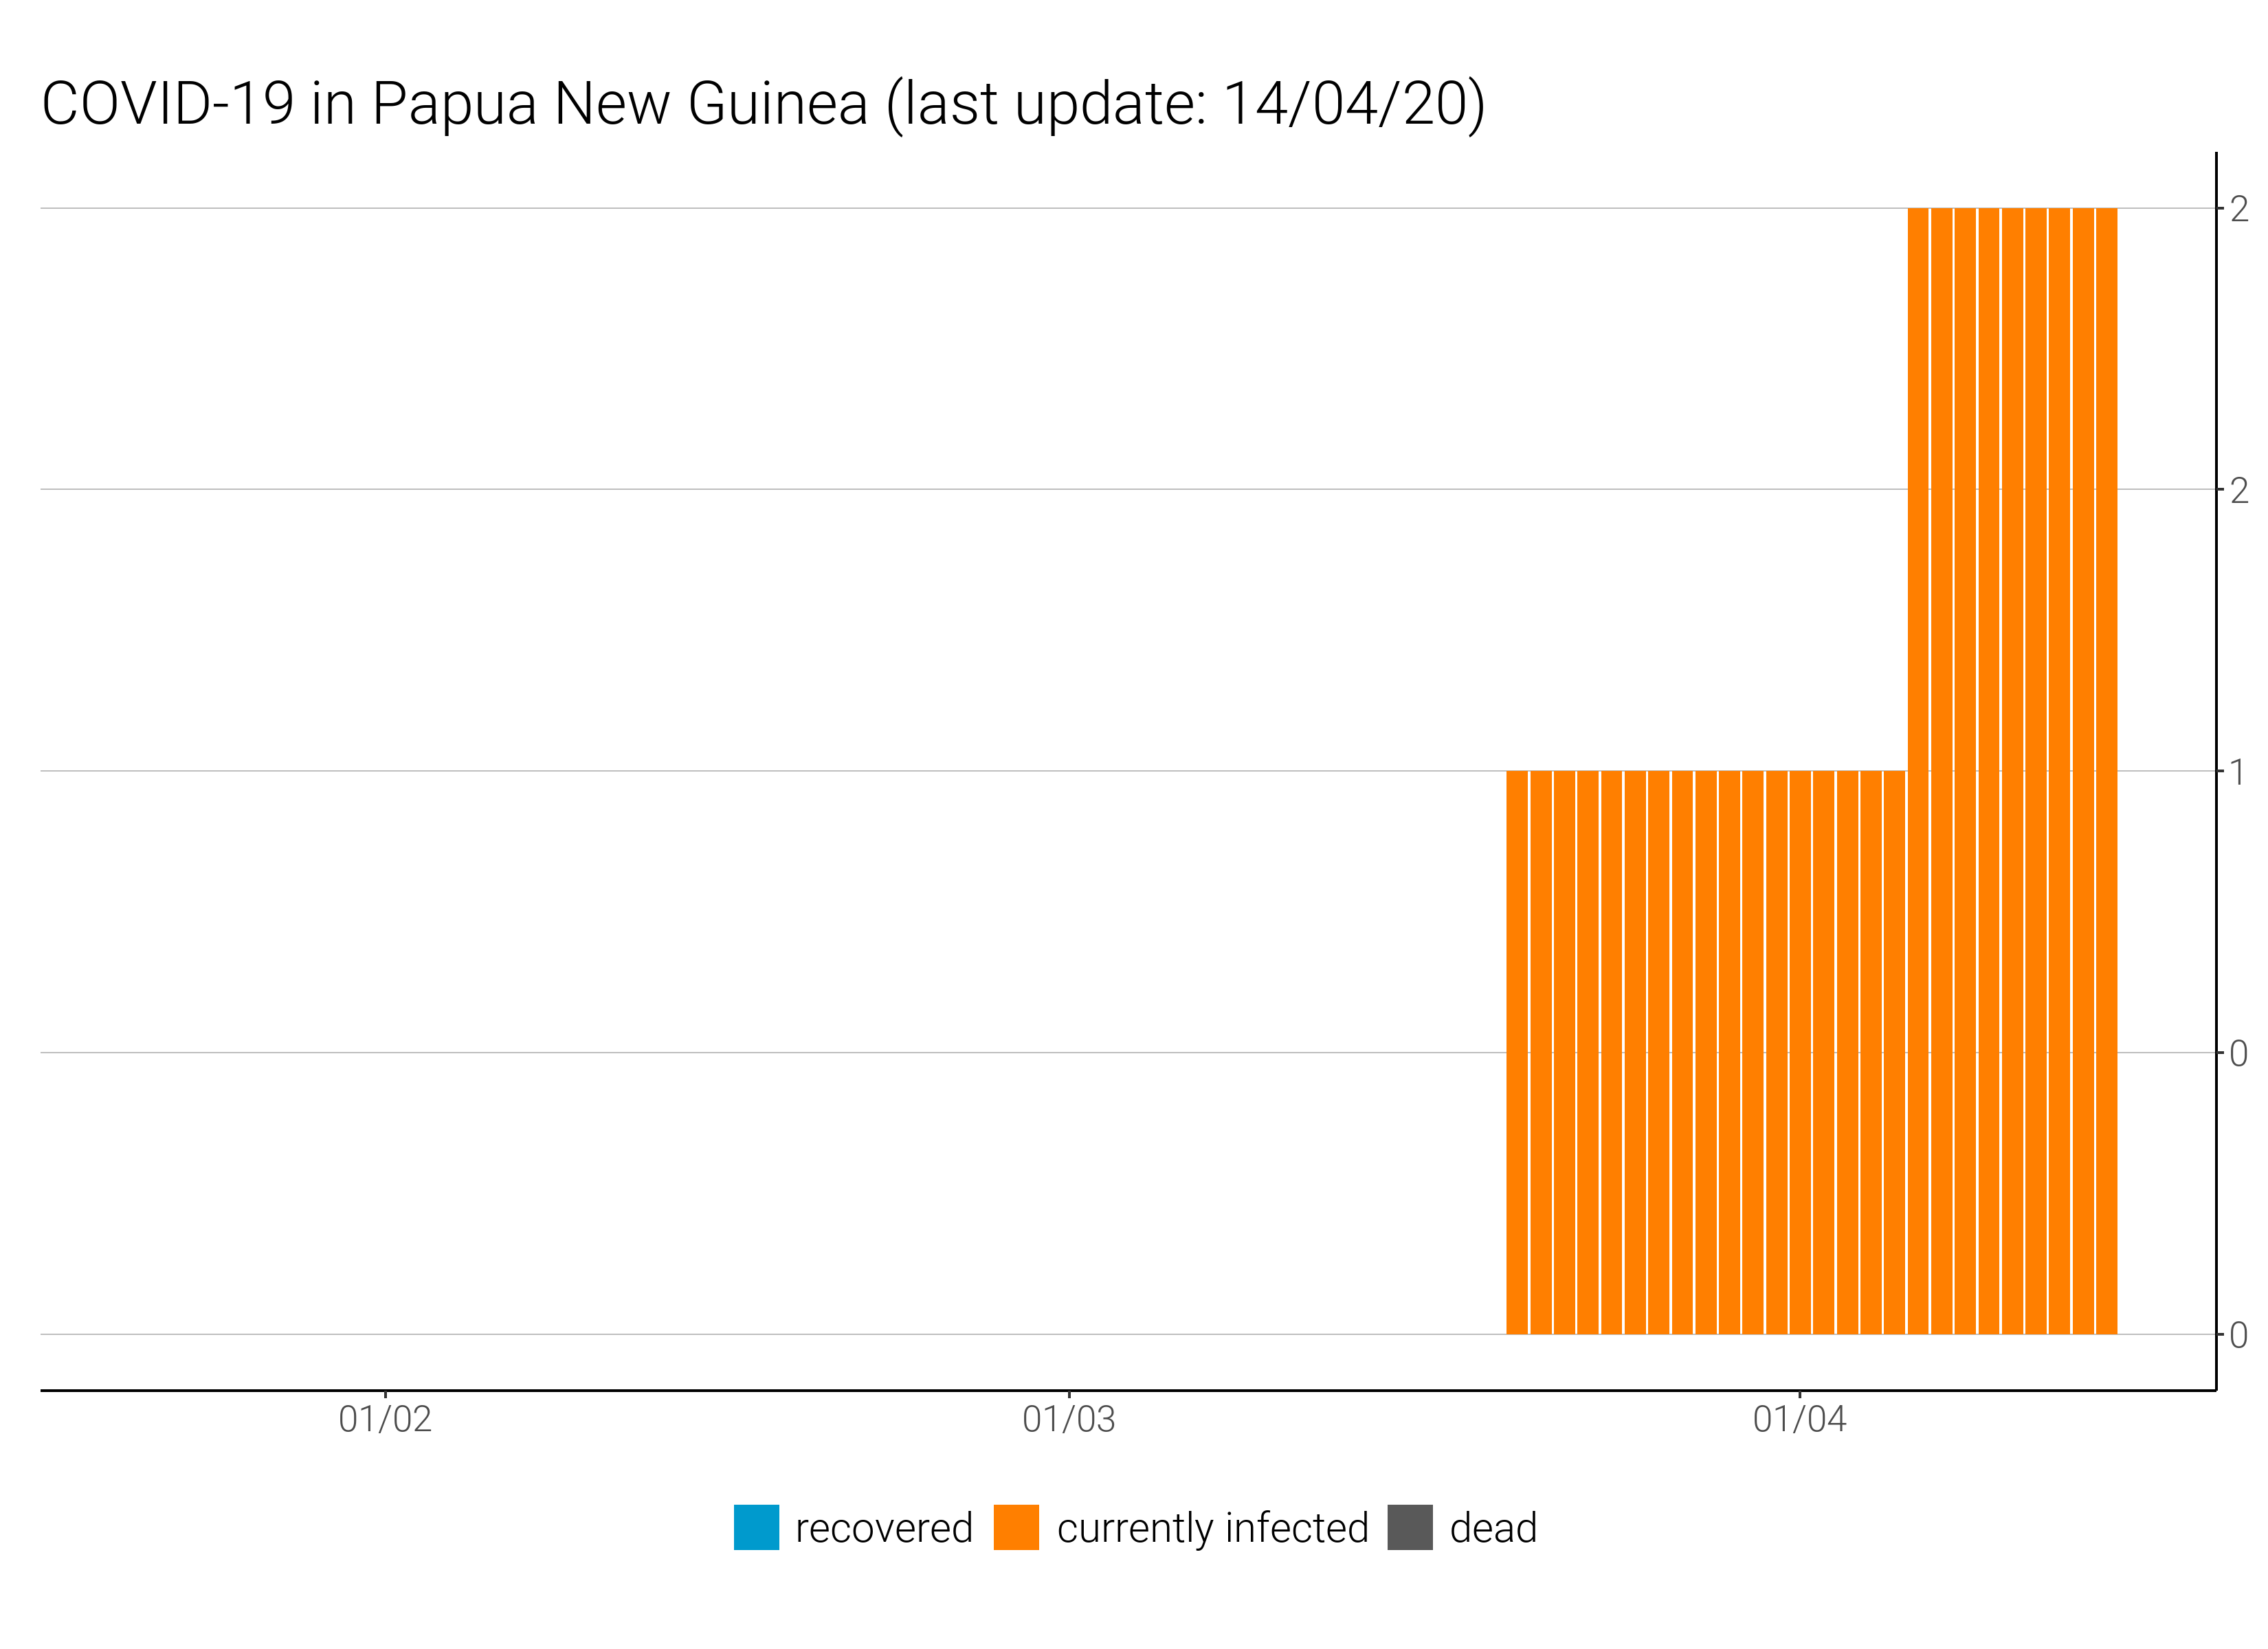 COVID-19 in Papua New Guinea (last update: 14/04/20)
2
2
1
0
0
01/02 01/03 01/04
recovered currently infected dead